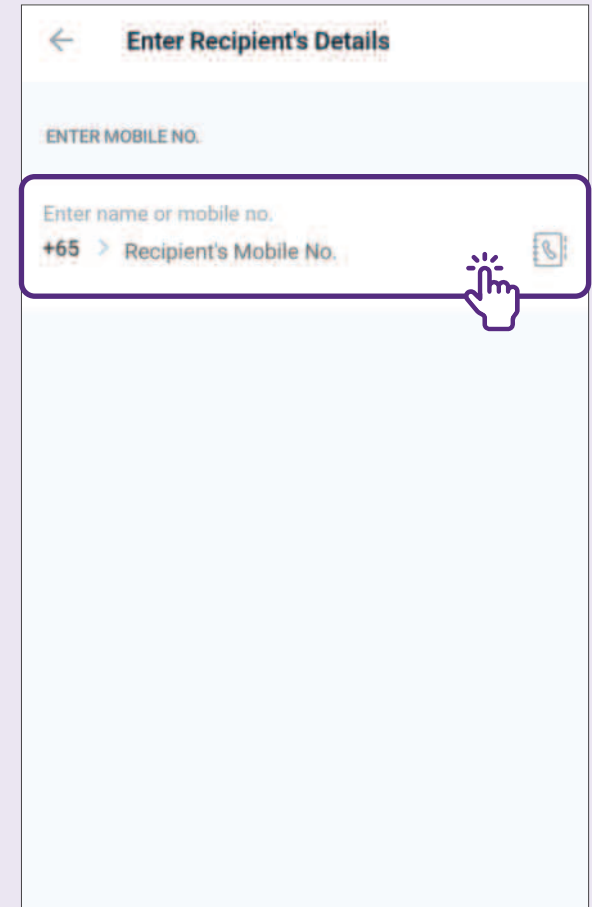 Enter Recipient's Details
ENTER MOBILE NO.
Enter name or mobile no.
+65 > Recipient's Mobile No.